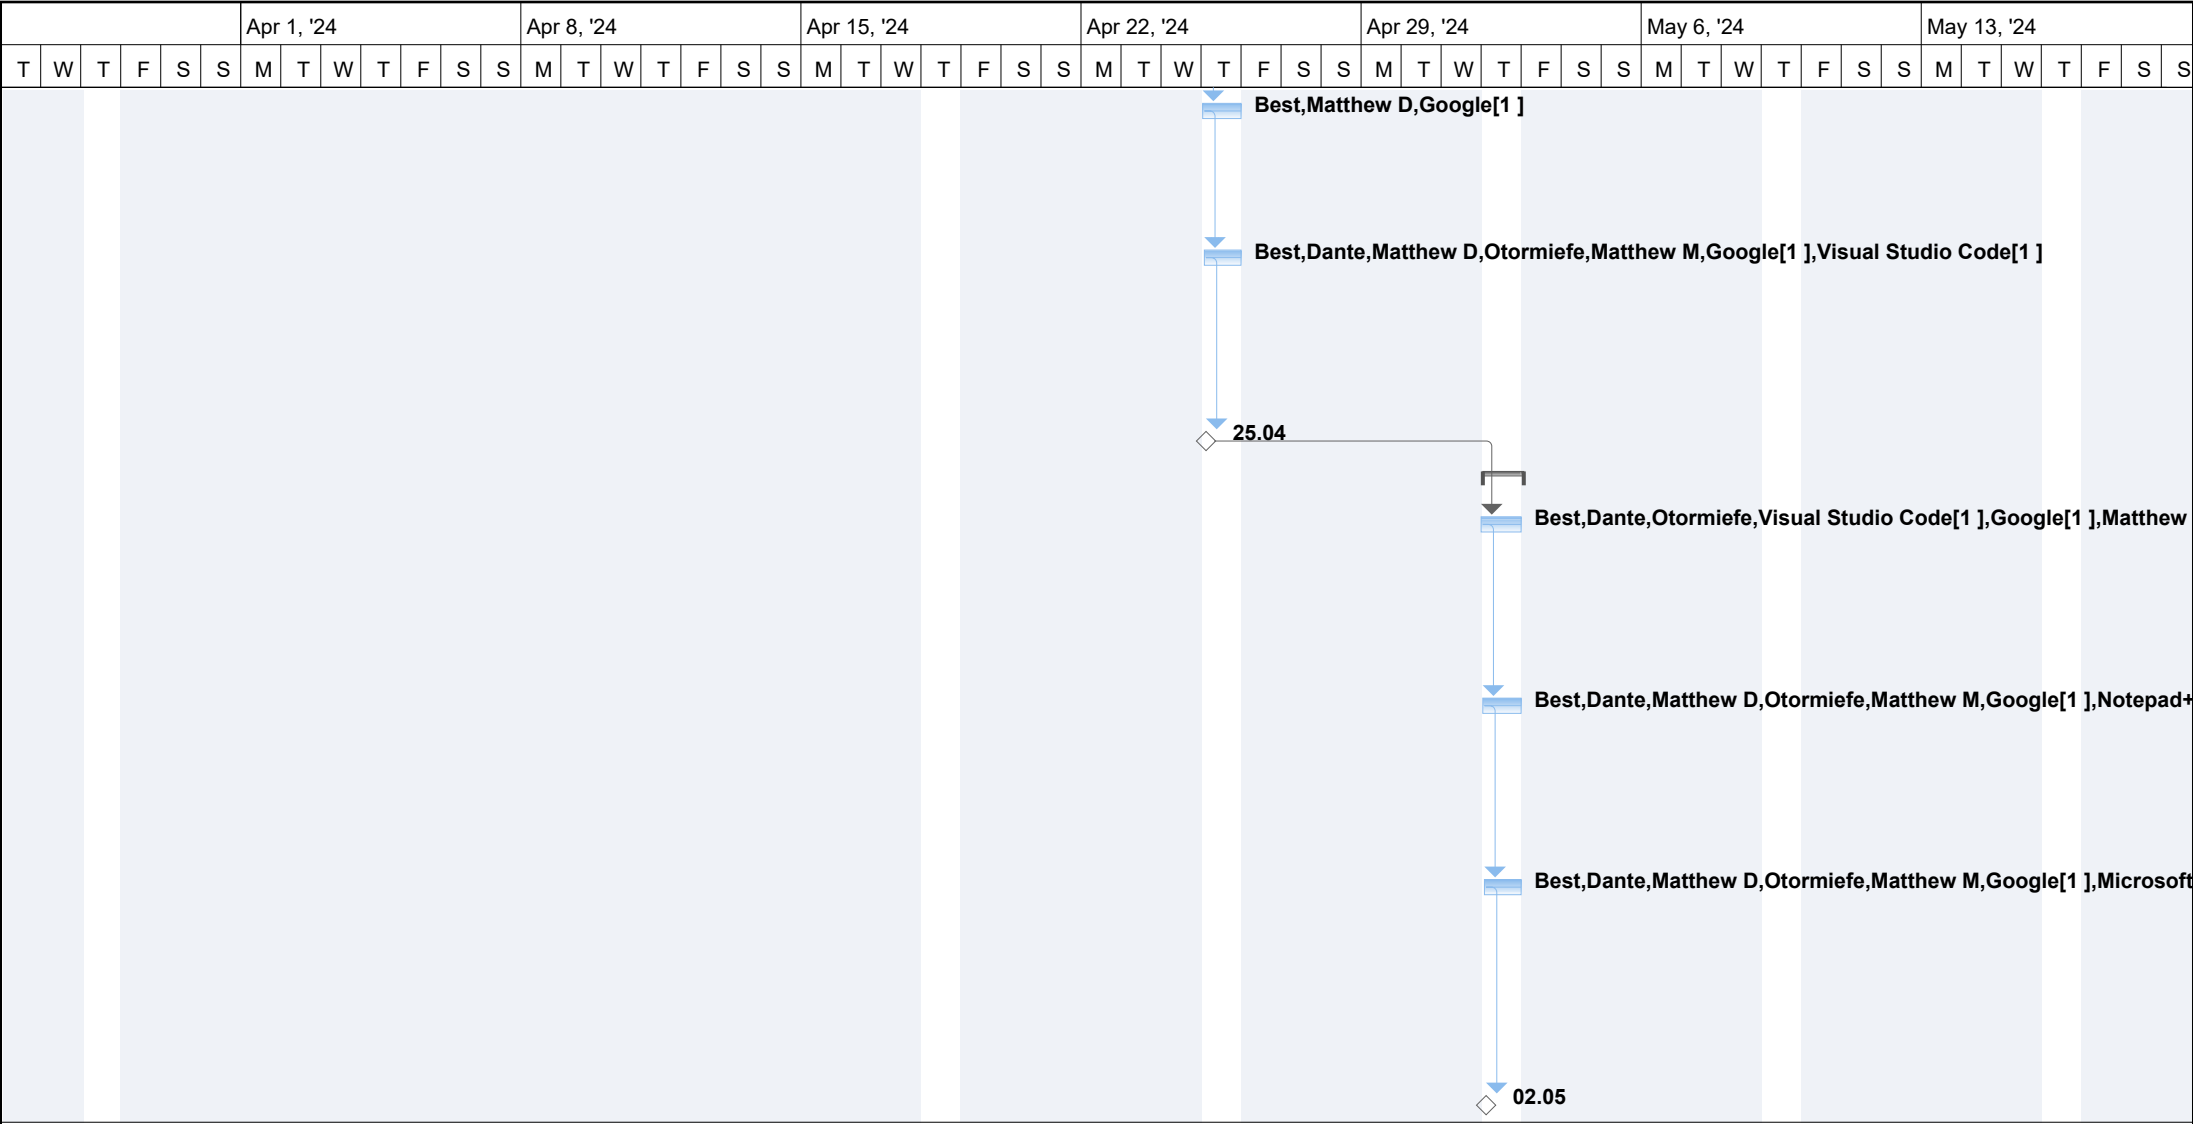 Apr 1, '24 Apr 8, '24 Apr 15, '24 Apr 22, '24 Apr 29, '24 May 6, '24 May 13, '24
T W T F S S M T W T F S S M T W T F S S M T W T F S S M T W T F S S M T W T F S S M T W T F S S M T W T F S S
Best,Matthew D,Google[1 ]
Best,Dante,Matthew D,Otormiefe,Matthew M,Google[1 ],Visual Studio Code[1 ]
25.04
Best,Dante,Otormiefe,Visual Studio Code[1 ],Google[1 ],Matthew
Best,Dante,Matthew D,Otormiefe,Matthew M,Google[1 ],Notepad+
Best,Dante,Matthew D,Otormiefe,Matthew M,Google[1 ],Microsoft
02.05